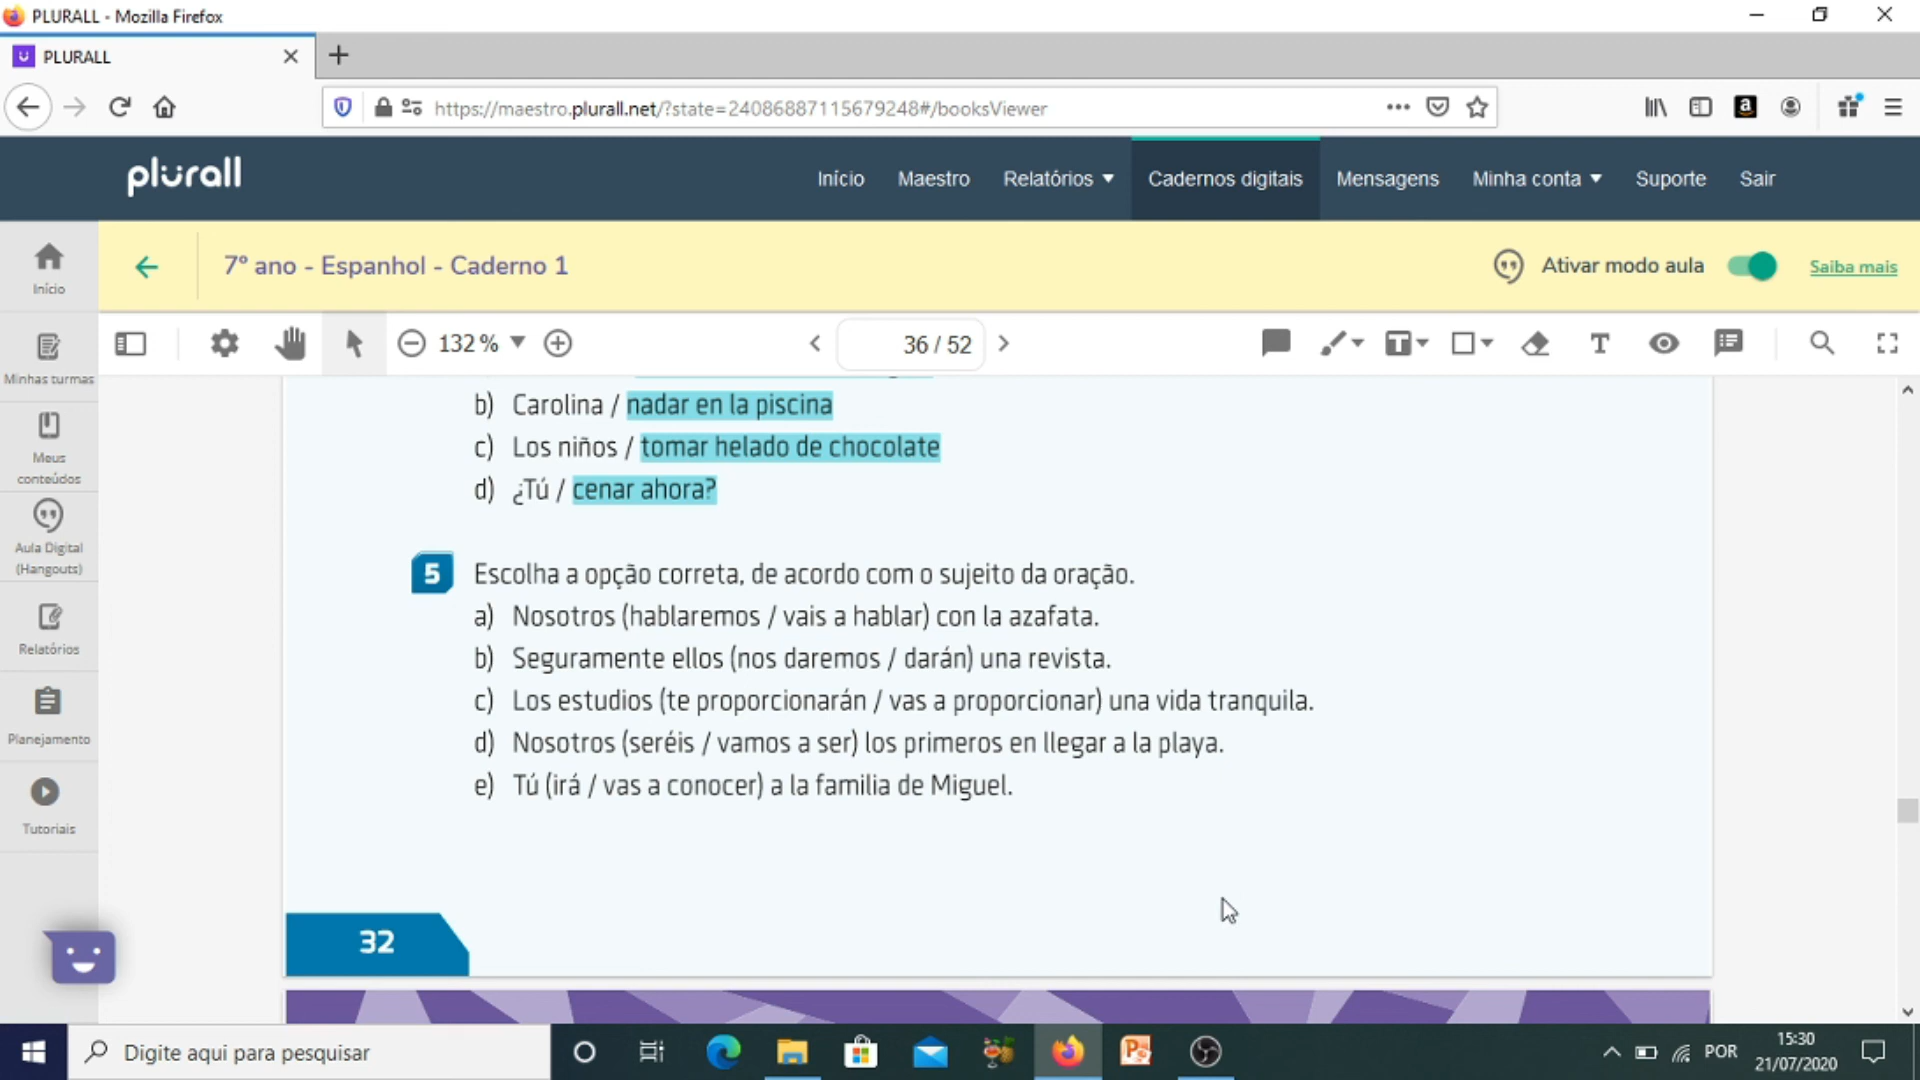 PLURALL - Mozilla Firefox
PLURALL
https://maestro.plurall.net/?state=24086887115679248#/booksViewer
plurall
Início Maestro Relatórios Cadernos digitais Mensagens Minha conta Suporte Sair
7º ano - Espanhol - Caderno 1
Ativar modo aula
Saiba mais
132 %
36 / 52
Início
Minhas turmas
Meus
conteúdos
Aula Digital
(Hangouts)
Relatórios
Planejamento
Tutoriais
b) Carolina / nadar en la piscina
c) Los niños / tomar helado de chocolate
d) ¿Tú / cenar ahora?
5 Escolha a opção correta, de acordo com o sujeito da oração.
a) Nosotros (hablaremos / vais a hablar) con la azafata.
b) Seguramente ellos (nos daremos / darán) una revista.
c) Los estudios (te proporcionarán / vas a proporcionar) una vida tranquila.
d) Nosotros (seréis / vamos a ser) los primeros en llegar a la playa.
e) Tú (irá / vas a conocer) a la familia de Miguel.
32
Digite aqui para pesquisar
POR
15:30
21/07/2020